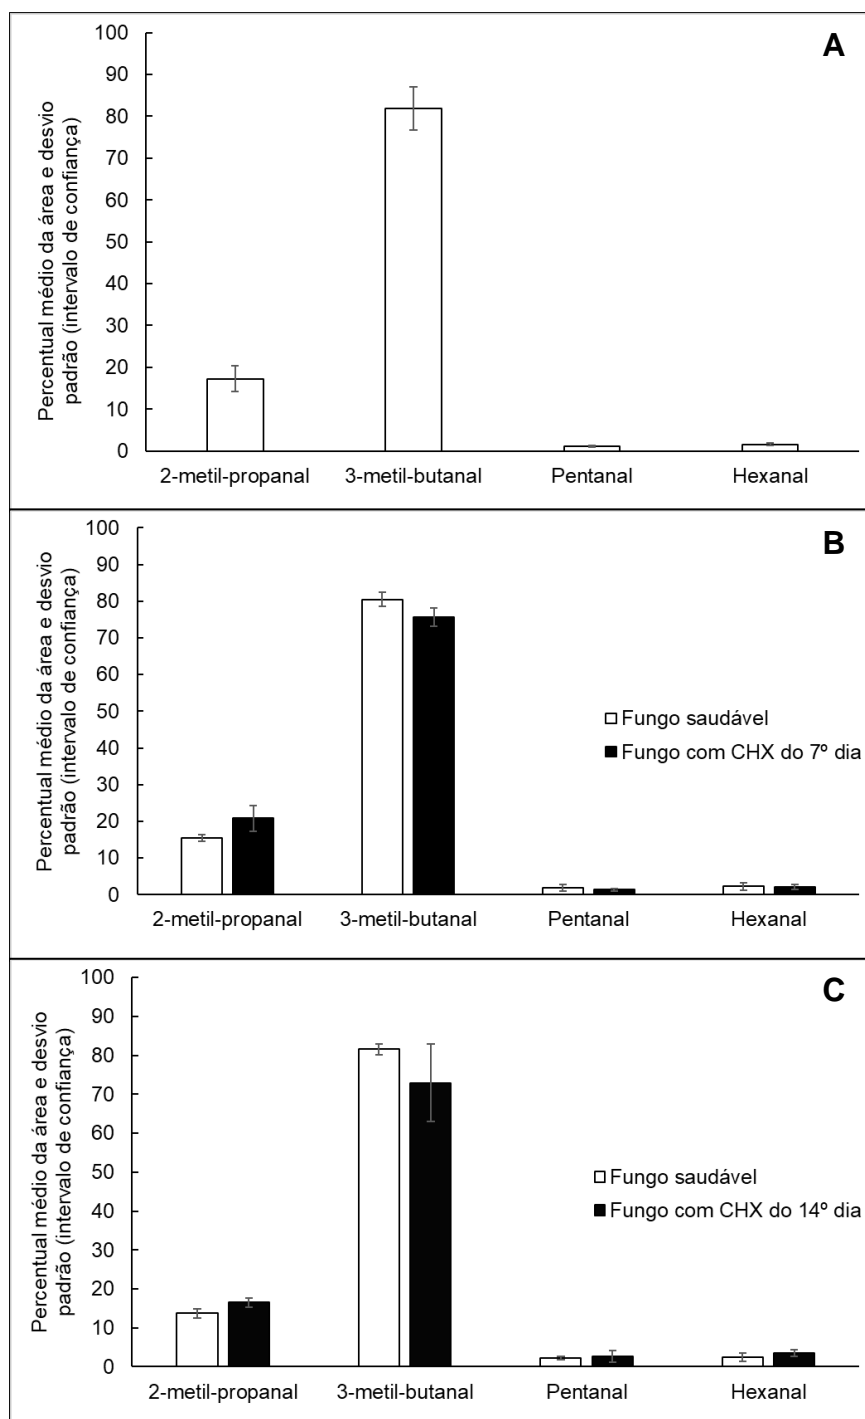 A
Percentual médio da área e desvio
padrão (intervalo de confiança)
100
90
80
70
60
50
40
30
20
10
0
2-metil-propanal
3-metil-butanal
Pentanal
Hexanal
B
Percentual médio da área e desvio
padrão (intervalo de confiança)
100
90
80
70
60
50
40
30
20
10
0
Fungo saudável
Fungo com CHX do 7º dia
2-metil-propanal
3-metil-butanal
Pentanal
Hexanal
C
Percentual médio da área e desvio
padrão (intervalo de confiança)
100
90
80
70
60
50
40
30
20
10
0
Fungo saudável
Fungo com CHX do 14º dia
2-metil-propanal
3-metil-butanal
Pentanal
Hexanal